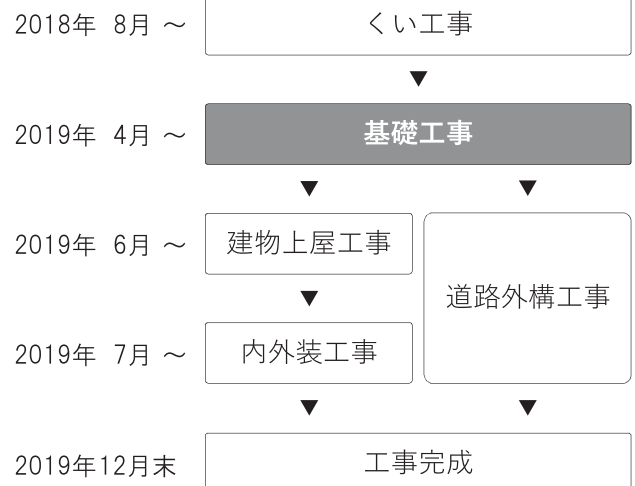 2018年 8月 ～ くい工事
▼
2019年 4月 ～ 基礎工事
▼ ▼
2019年 6月 ～ 建物上屋工事
道路外構工事
▼
2019年 7月 ～ 内外装工事
▼ ▼
2019年12月末 工事完成